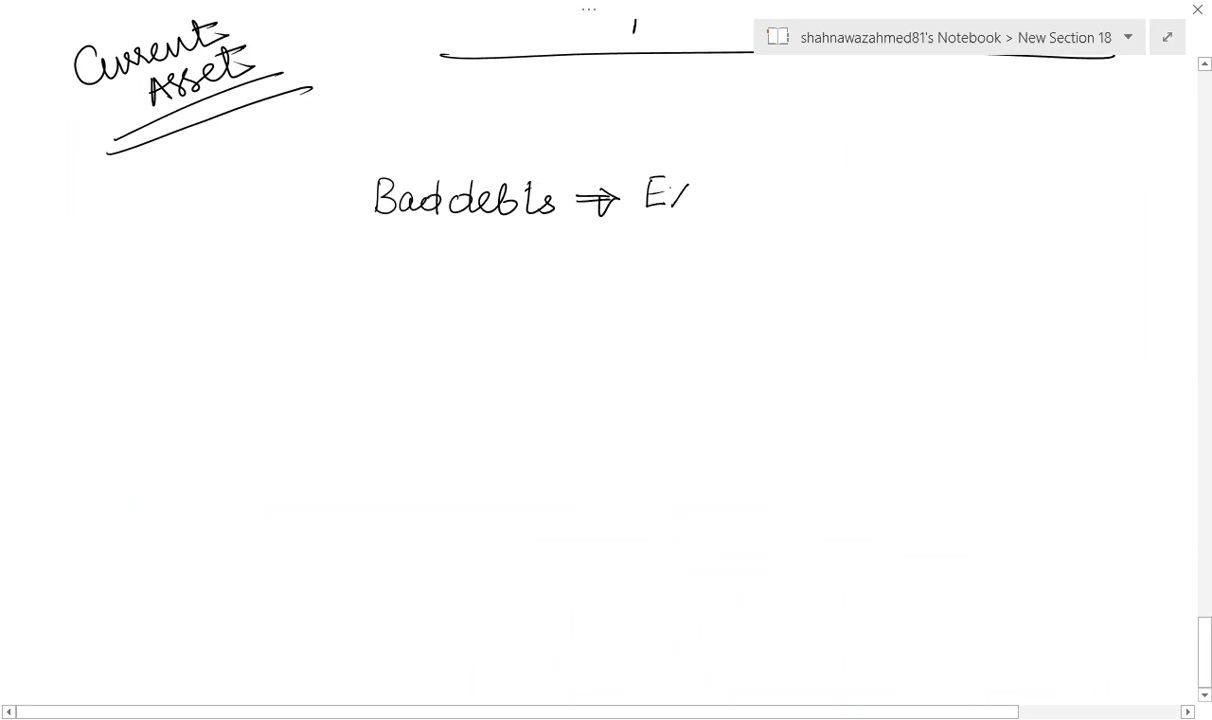 ...
shahnawazahmed81's Notebook > New Section 18
Current
Asset
Bad debts ⇒ E